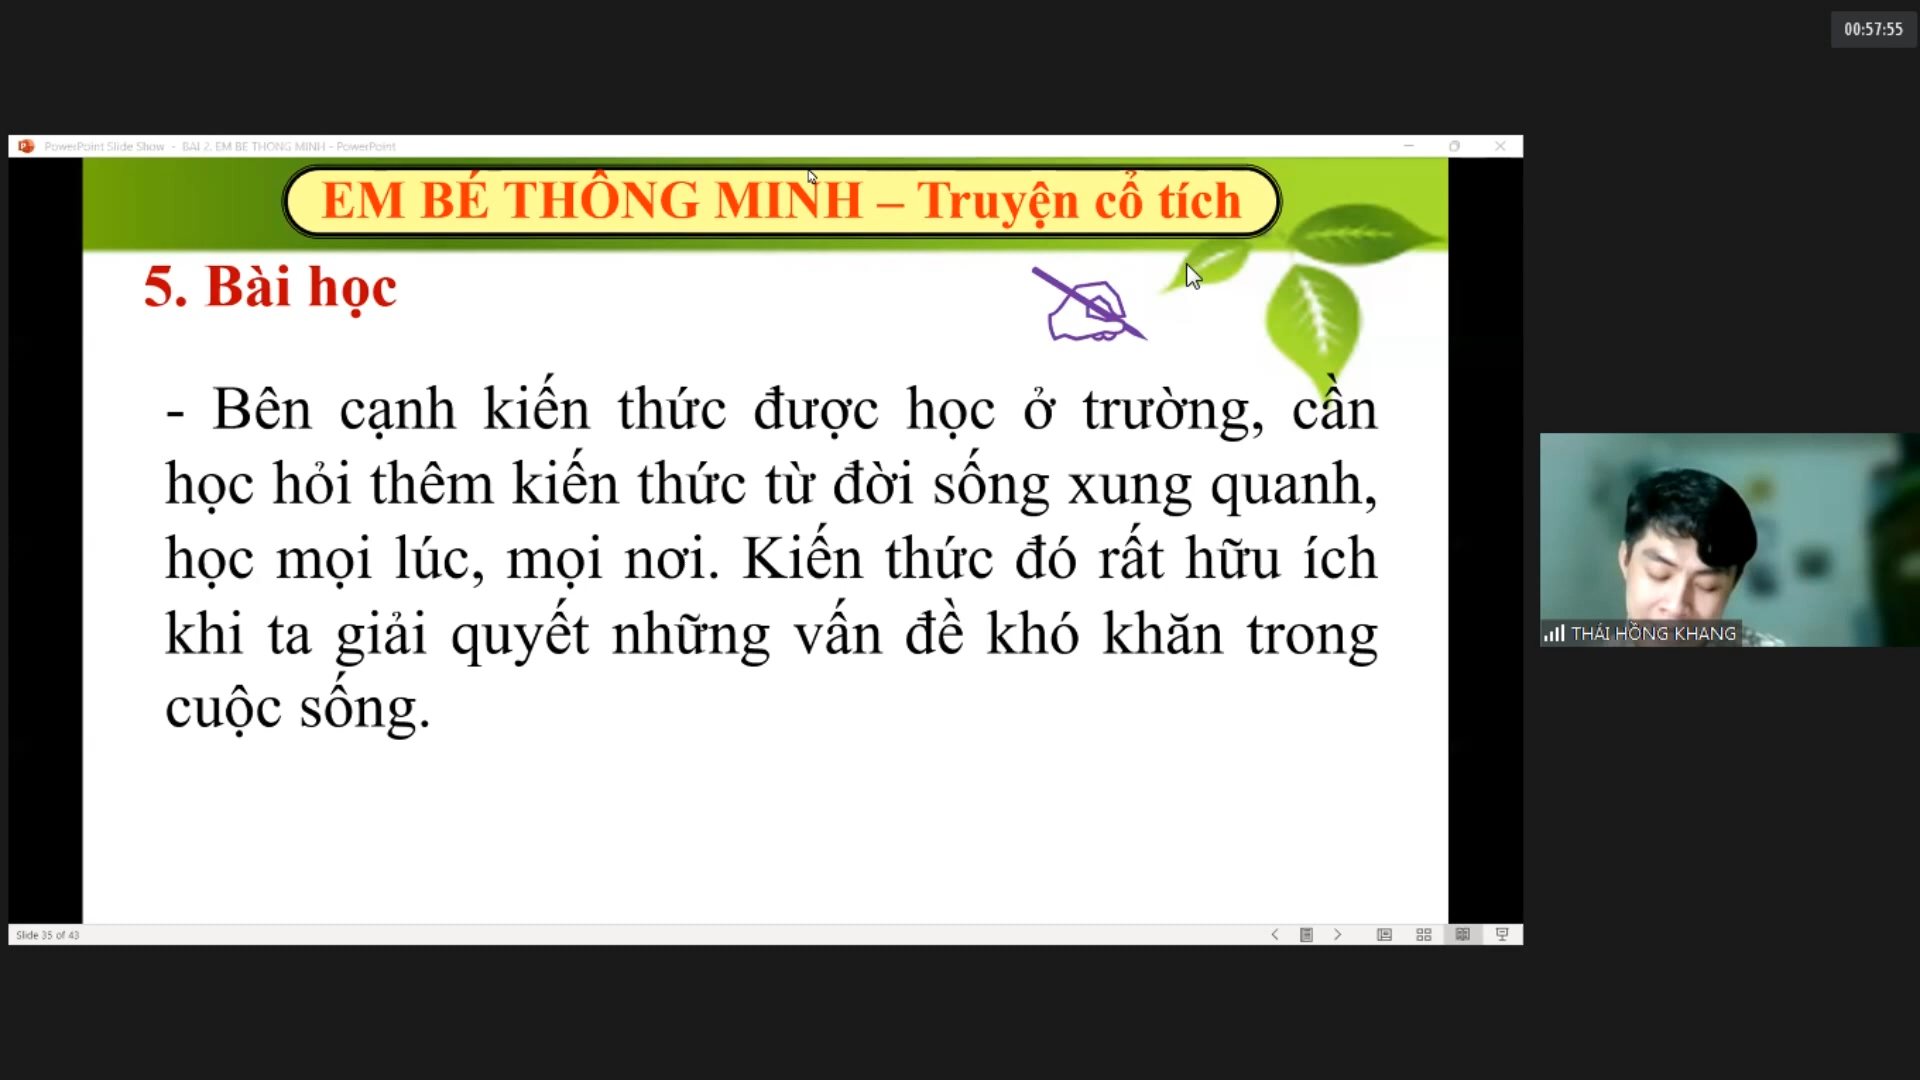 00:57:55
PowerPoint Slide Show - BAI 2. EM BE THONG MINH - PowerPoint
EM BÉ THÔNG MINH – Truyện cổ tích
5. Bài học
- Bên cạnh kiến thức được học ở trường, cần
học hỏi thêm kiến thức từ đời sống xung quanh,
học mọi lúc, mọi nơi. Kiến thức đó rất hữu ích
khi ta giải quyết những vấn đề khó khăn trong
cuộc sống.
THÁI HỒNG KHANG
Slide 35 of 43